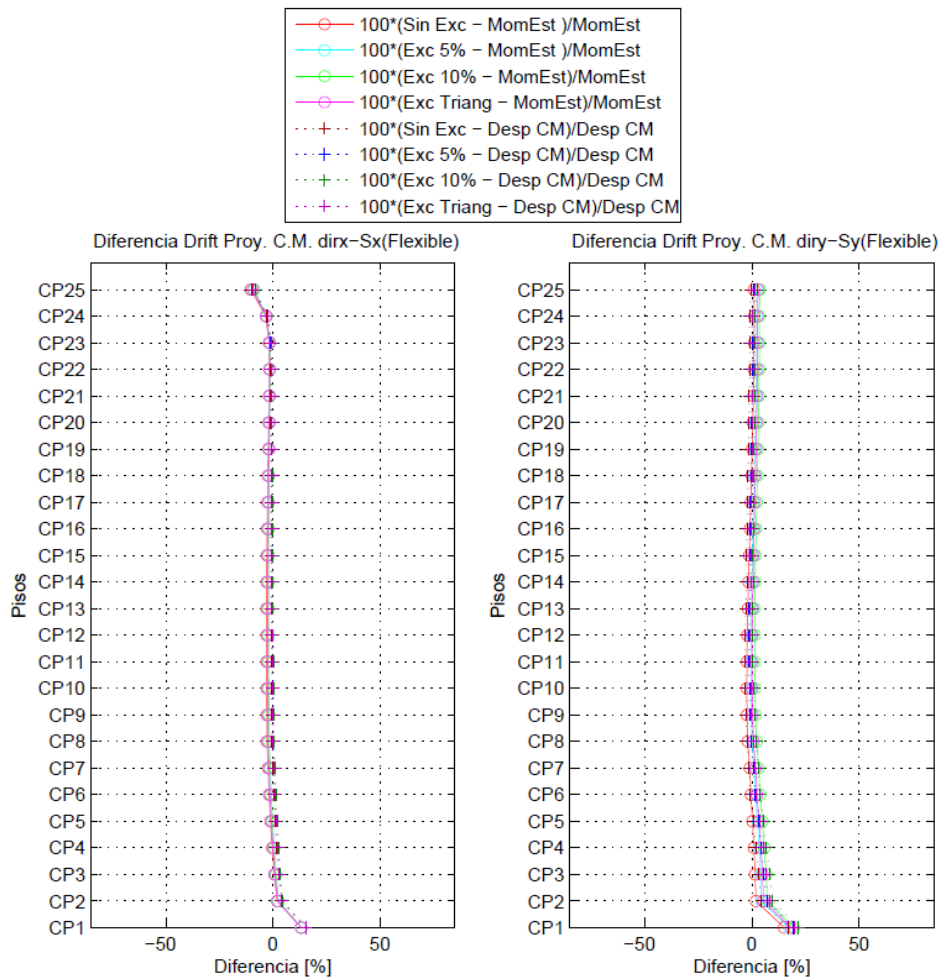 100*(Sin Exc − MomEst )/MomEst
100*(Exc 5% − MomEst )/MomEst
100*(Exc 10% − MomEst)/MomEst
100*(Exc Triang − MomEst)/MomEst
100*(Sin Exc − Desp CM)/Desp CM
100*(Exc 5% − Desp CM)/Desp CM
100*(Exc 10% − Desp CM)/Desp CM
100*(Exc Triang − Desp CM)/Desp CM
Diferencia Drift Proy. C.M. dirx−Sx(Flexible)
CP25
CP24
CP23
CP22
CP21
CP20
CP19
CP18
CP17
CP16
CP15
CP14
CP13
CP12
CP11
CP10
CP9
CP8
CP7
CP6
CP5
CP4
CP3
CP2
CP1
Pisos
−50 0 50
Diferencia [%]
Diferencia Drift Proy. C.M. diry−Sy(Flexible)
CP25
CP24
CP23
CP22
CP21
CP20
CP19
CP18
CP17
CP16
CP15
CP14
CP13
CP12
CP11
CP10
CP9
CP8
CP7
CP6
CP5
CP4
CP3
CP2
CP1
Pisos
−50 0 50
Diferencia [%]